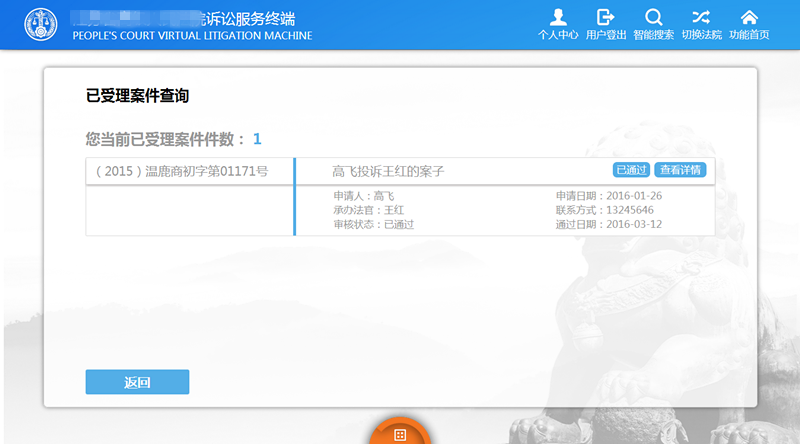 诉讼服务终端
PEOPLE'S COURT VIRTUAL LITIGATION MACHINE
个人中心 用户登出 智能搜索 切换法院 功能首页
已受理案件查询
您当前已受理案件件数： 1
（2015）温鹿商初字第01171号 高飞投诉王红的案子 已通过 查看详情
申请人：高飞 申请日期：2016-01-26
承办法官：王红 联系方式：13245646
审核状态：已通过 通过日期：2016-03-12
返回